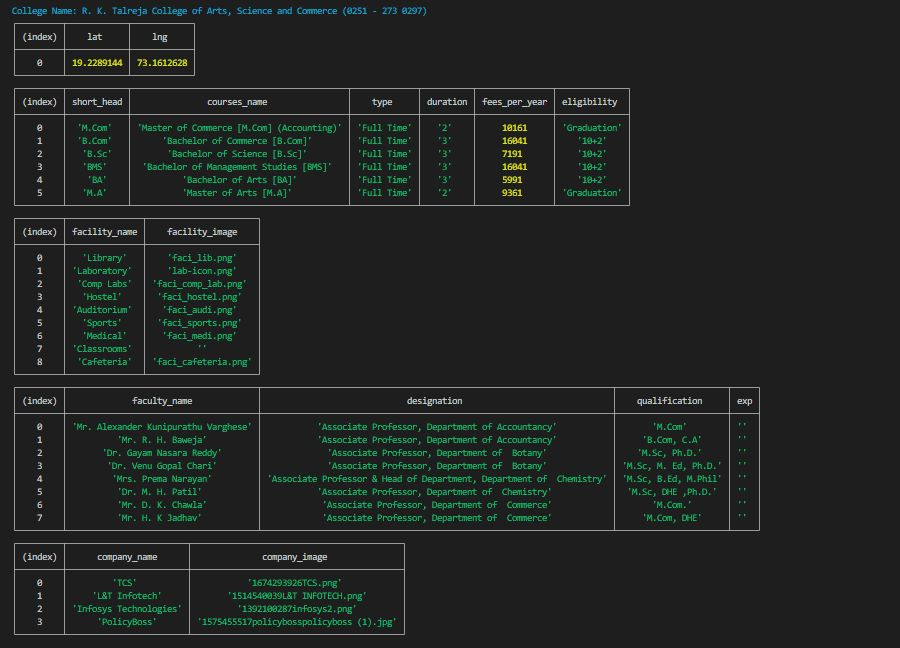 College Name: R. K. Talreja College of Arts, Science and Commerce (0251 - 273 0297)
(index) lat lng
0 19.2289144 73.1612628
(index) short_head courses_name type duration fees_per_year eligibility
0 'M.Com' 'Master of Commerce [M.Com] (Accounting)' 'Full Time' '2' 10161 'Graduation'
1 'B.Com' 'Bachelor of Commerce [B.Com]' 'Full Time' '3' 16041 '10+2'
2 'B.Sc' 'Bachelor of Science [B.Sc]' 'Full Time' '3' 7191 '10+2'
3 'BMS' 'Bachelor of Management Studies [BMS]' 'Full Time' '3' 16041 '10+2'
4 'BA' 'Bachelor of Arts [BA]' 'Full Time' '3' 5991 '10+2'
5 'M.A' 'Master of Arts [M.A]' 'Full Time' '2' 9361 'Graduation'
(index) facility_name facility_image
0 'Library' 'faci_lib.png'
1 'Laboratory' 'lab-icon.png'
2 'Comp Labs' 'faci_comp_lab.png'
3 'Hostel' 'faci_hostel.png'
4 'Auditorium' 'faci_audi.png'
5 'Sports' 'faci_sports.png'
6 'Medical' 'faci_medi.png'
7 'Classrooms' ''
8 'Cafeteria' 'faci_cafeteria.png'
(index) faculty_name designation qualification exp
0 'Mr. Alexander Kunipurathu Varghese' 'Associate Professor, Department of Accountancy' 'M.Com' ''
1 'Mr. R. H. Baweja' 'Associate Professor, Department of Accountancy' 'B.Com, C.A' ''
2 'Dr. Gayam Nasara Reddy' 'Associate Professor, Department of  Botany' 'M.Sc, Ph.D.' ''
3 'Dr. Venu Gopal Chari' 'Associate Professor, Department of  Botany' 'M.Sc, M. Ed, Ph.D.' ''
4 'Mrs. Prema Narayan' 'Associate Professor & Head of Department, Department of  Chemistry' 'M.Sc, B.Ed, M.Phil' ''
5 'Dr. M. H. Patil' 'Associate Professor, Department of  Chemistry' 'M.Sc, DHE ,Ph.D.' ''
6 'Mr. D. K. Chawla' 'Associate Professor, Department of  Commerce' 'M.Com.' ''
7 'Mr. H. K Jadhav' 'Associate Professor, Department of  Commerce' 'M.Com, DHE' ''
(index) company_name company_image
0 'TCS' '1674293926TCS.png'
1 'L&T Infotech' '1514540039L&T INFOTECH.png'
2 'Infosys Technologies' '1392100287infosys2.png'
3 'PolicyBoss' '1575455517policybosspolicyboss (1).jpg'